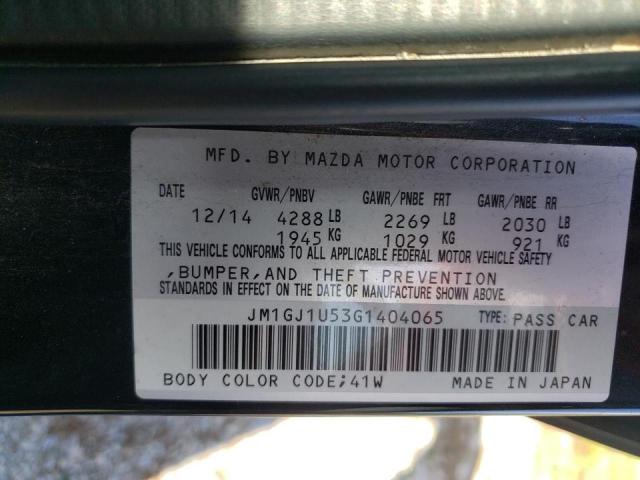 MFD. BY MAZDA MOTOR CORPORATION
DATE GVWR/PNBV GAWR/PNBE FRT GAWR/PNBE RR
12/14 4288 LB 2269 LB 2030 LB
1945 KG 1029 KG 921 KG
THIS VEHICLE CONFORMS TO ALL APPLICABLE FEDERAL MOTOR VEHICLE SAFETY
,BUMPER,AND THEFT PREVENTION
STANDARDS IN EFFECT ON THE DATE OF MANUFACTURE SHOWN ABOVE.
JM1GJ1U53G1404065 TYPE: PASS CAR
BODY COLOR CODE;41W MADE IN JAPAN